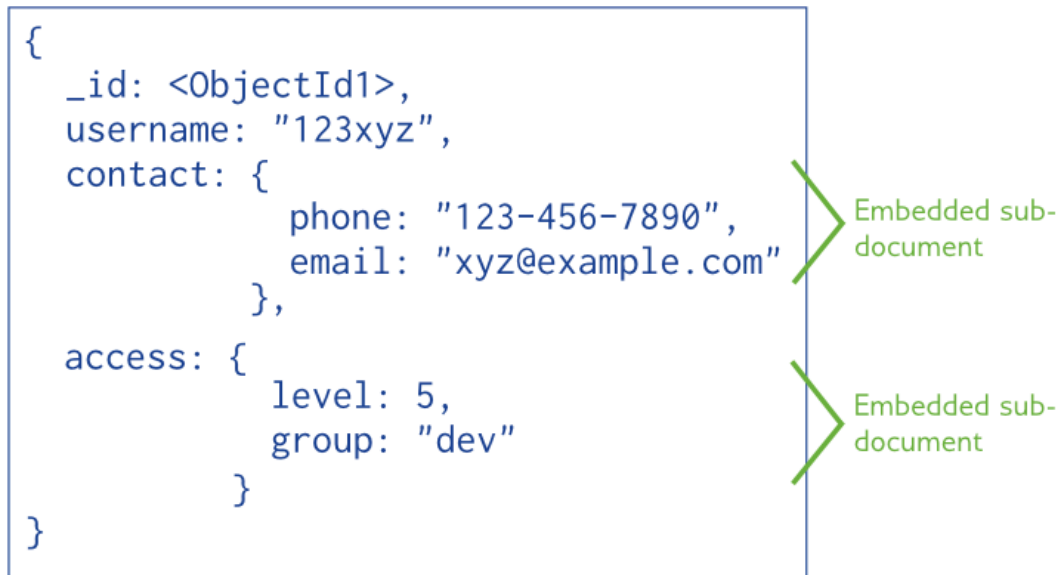 {
_id: <ObjectId1>,
username: "123xyz",
contact: {
phone: "123-456-7890",
email: "xyz@example.com"
},
access: {
level: 5,
group: "dev"
}
}
Embedded sub-
document
Embedded sub-
document